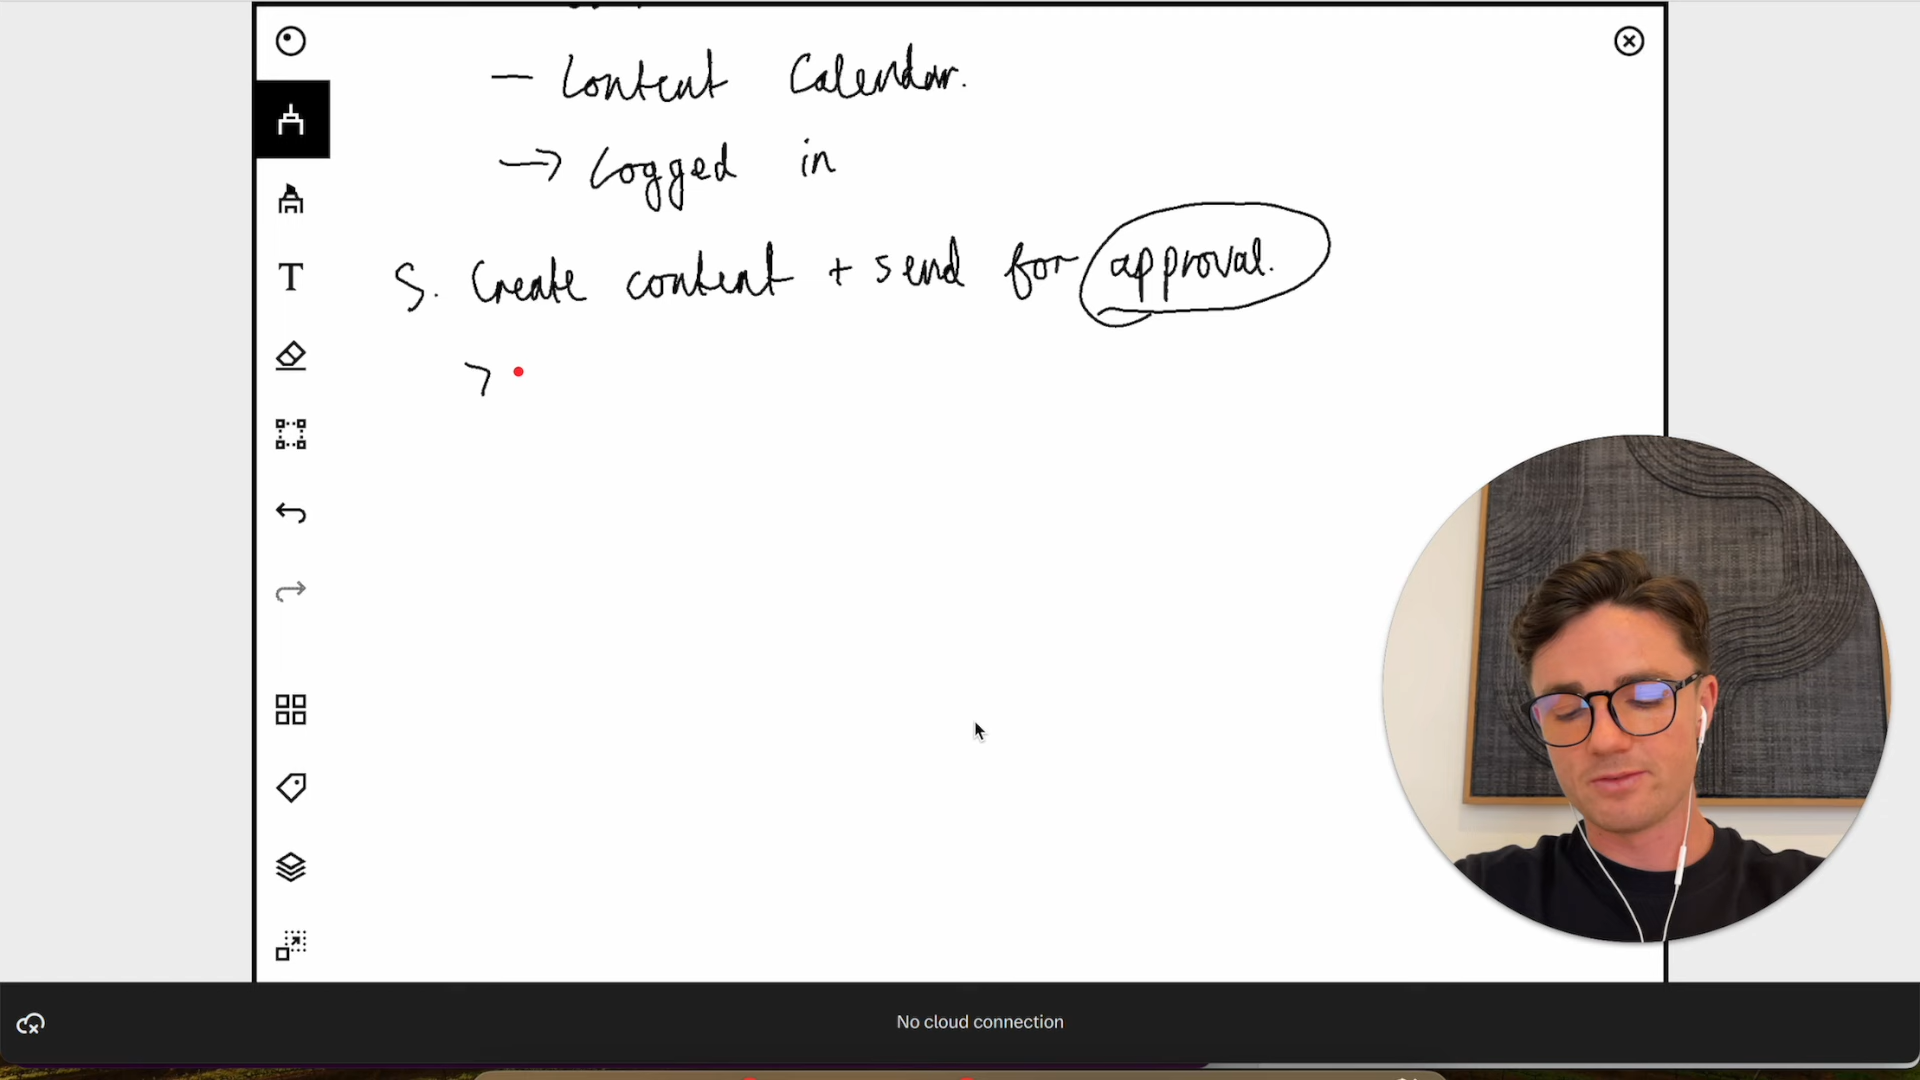 — Content Calendar.
→ Logged in
5. Create content + send for approval.
>
T
No cloud connection